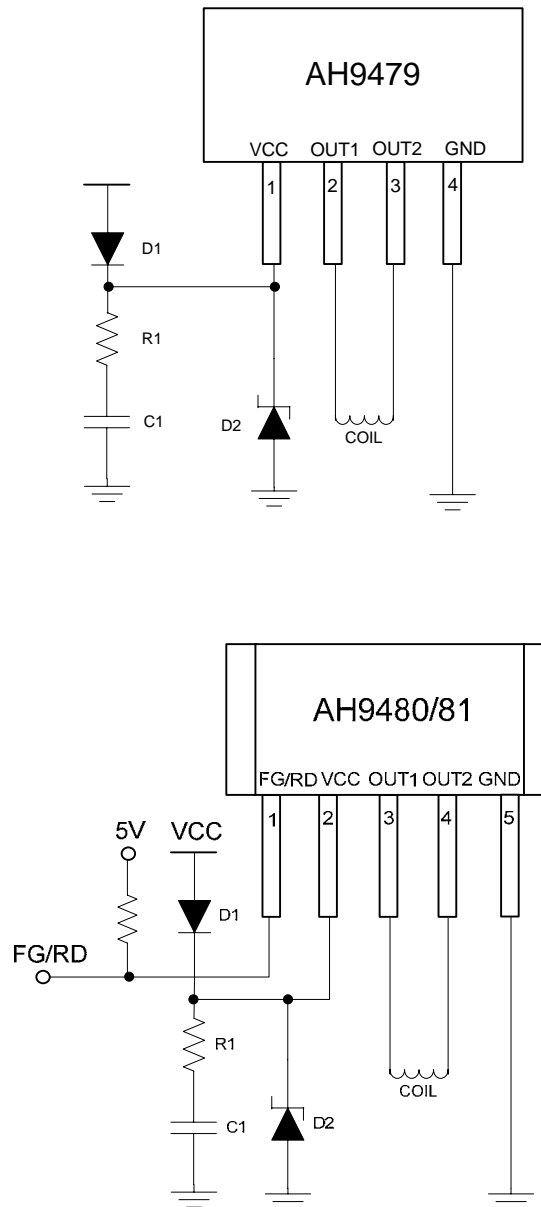 AH9479
VCC OUT1 OUT2 GND
1 2 3 4
D1
R1
C1
D2
COIL
AH9480/81
FG/RD VCC OUT1 OUT2 GND
1 2 3 4 5
5V VCC
D1
FG/RD
R1
C1
D2
COIL